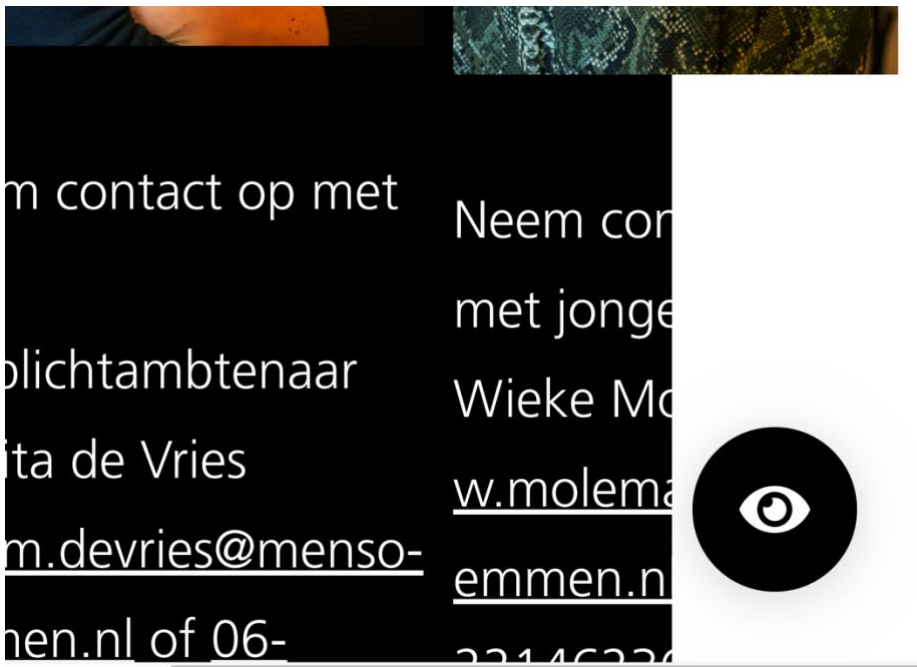 m contact op met
plichtambtenaar
ita de Vries
m.devries@menso-
men.nl of 06-
Neem con
met jonge
Wieke Mo
w.molema
emmen.nl